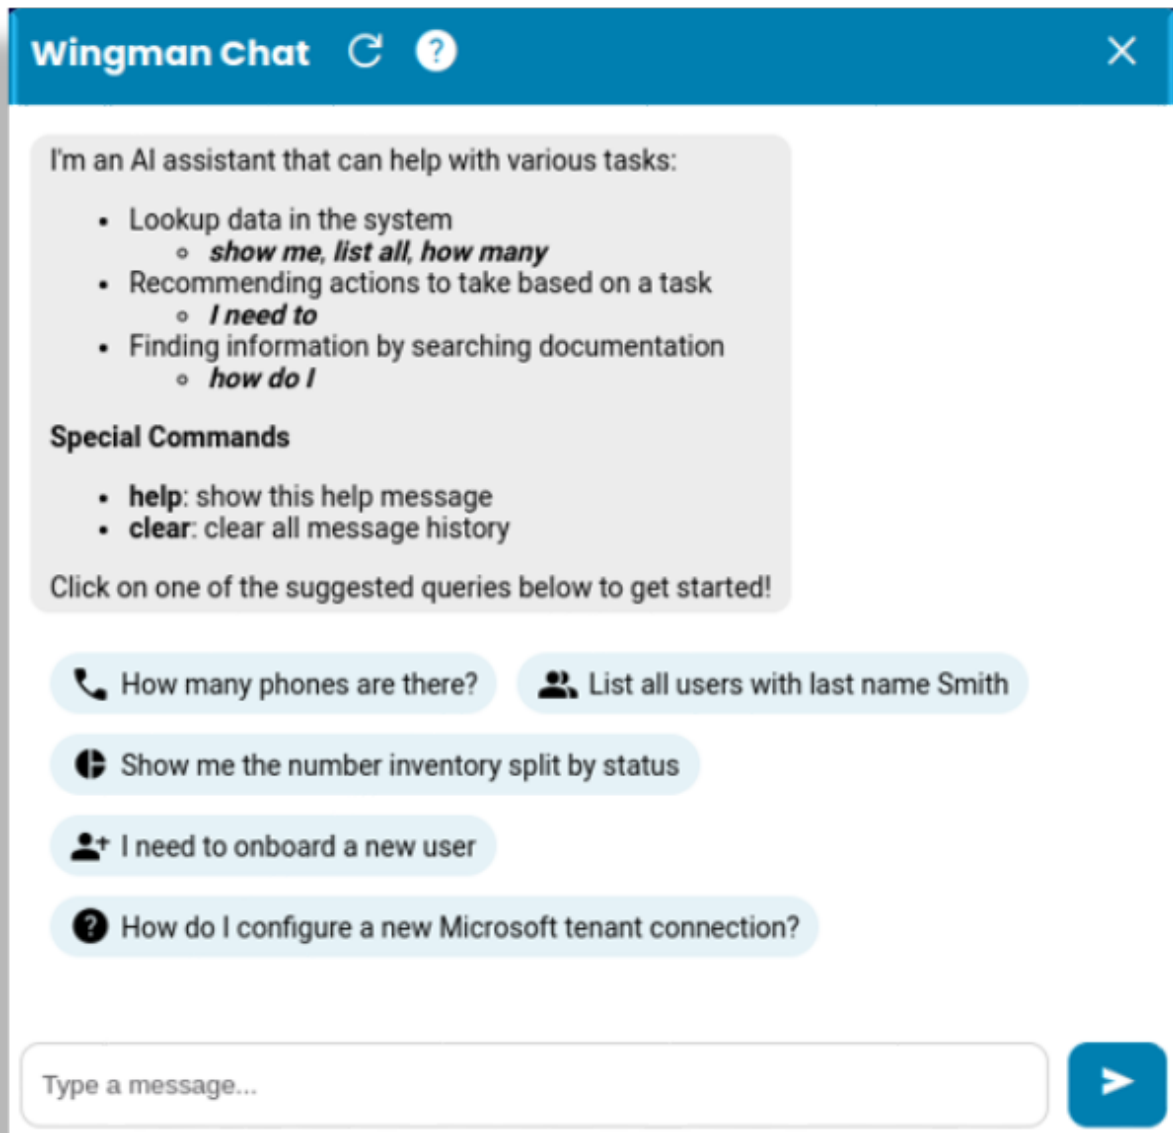 Wingman Chat
I'm an AI assistant that can help with various tasks:
Lookup data in the system
show me, list all, how many
Recommending actions to take based on a task
I need to
Finding information by searching documentation
how do I
Special Commands
help: show this help message
clear: clear all message history
Click on one of the suggested queries below to get started!
How many phones are there? List all users with last name Smith
Show me the number inventory split by status
I need to onboard a new user
How do I configure a new Microsoft tenant connection?
Type a message...